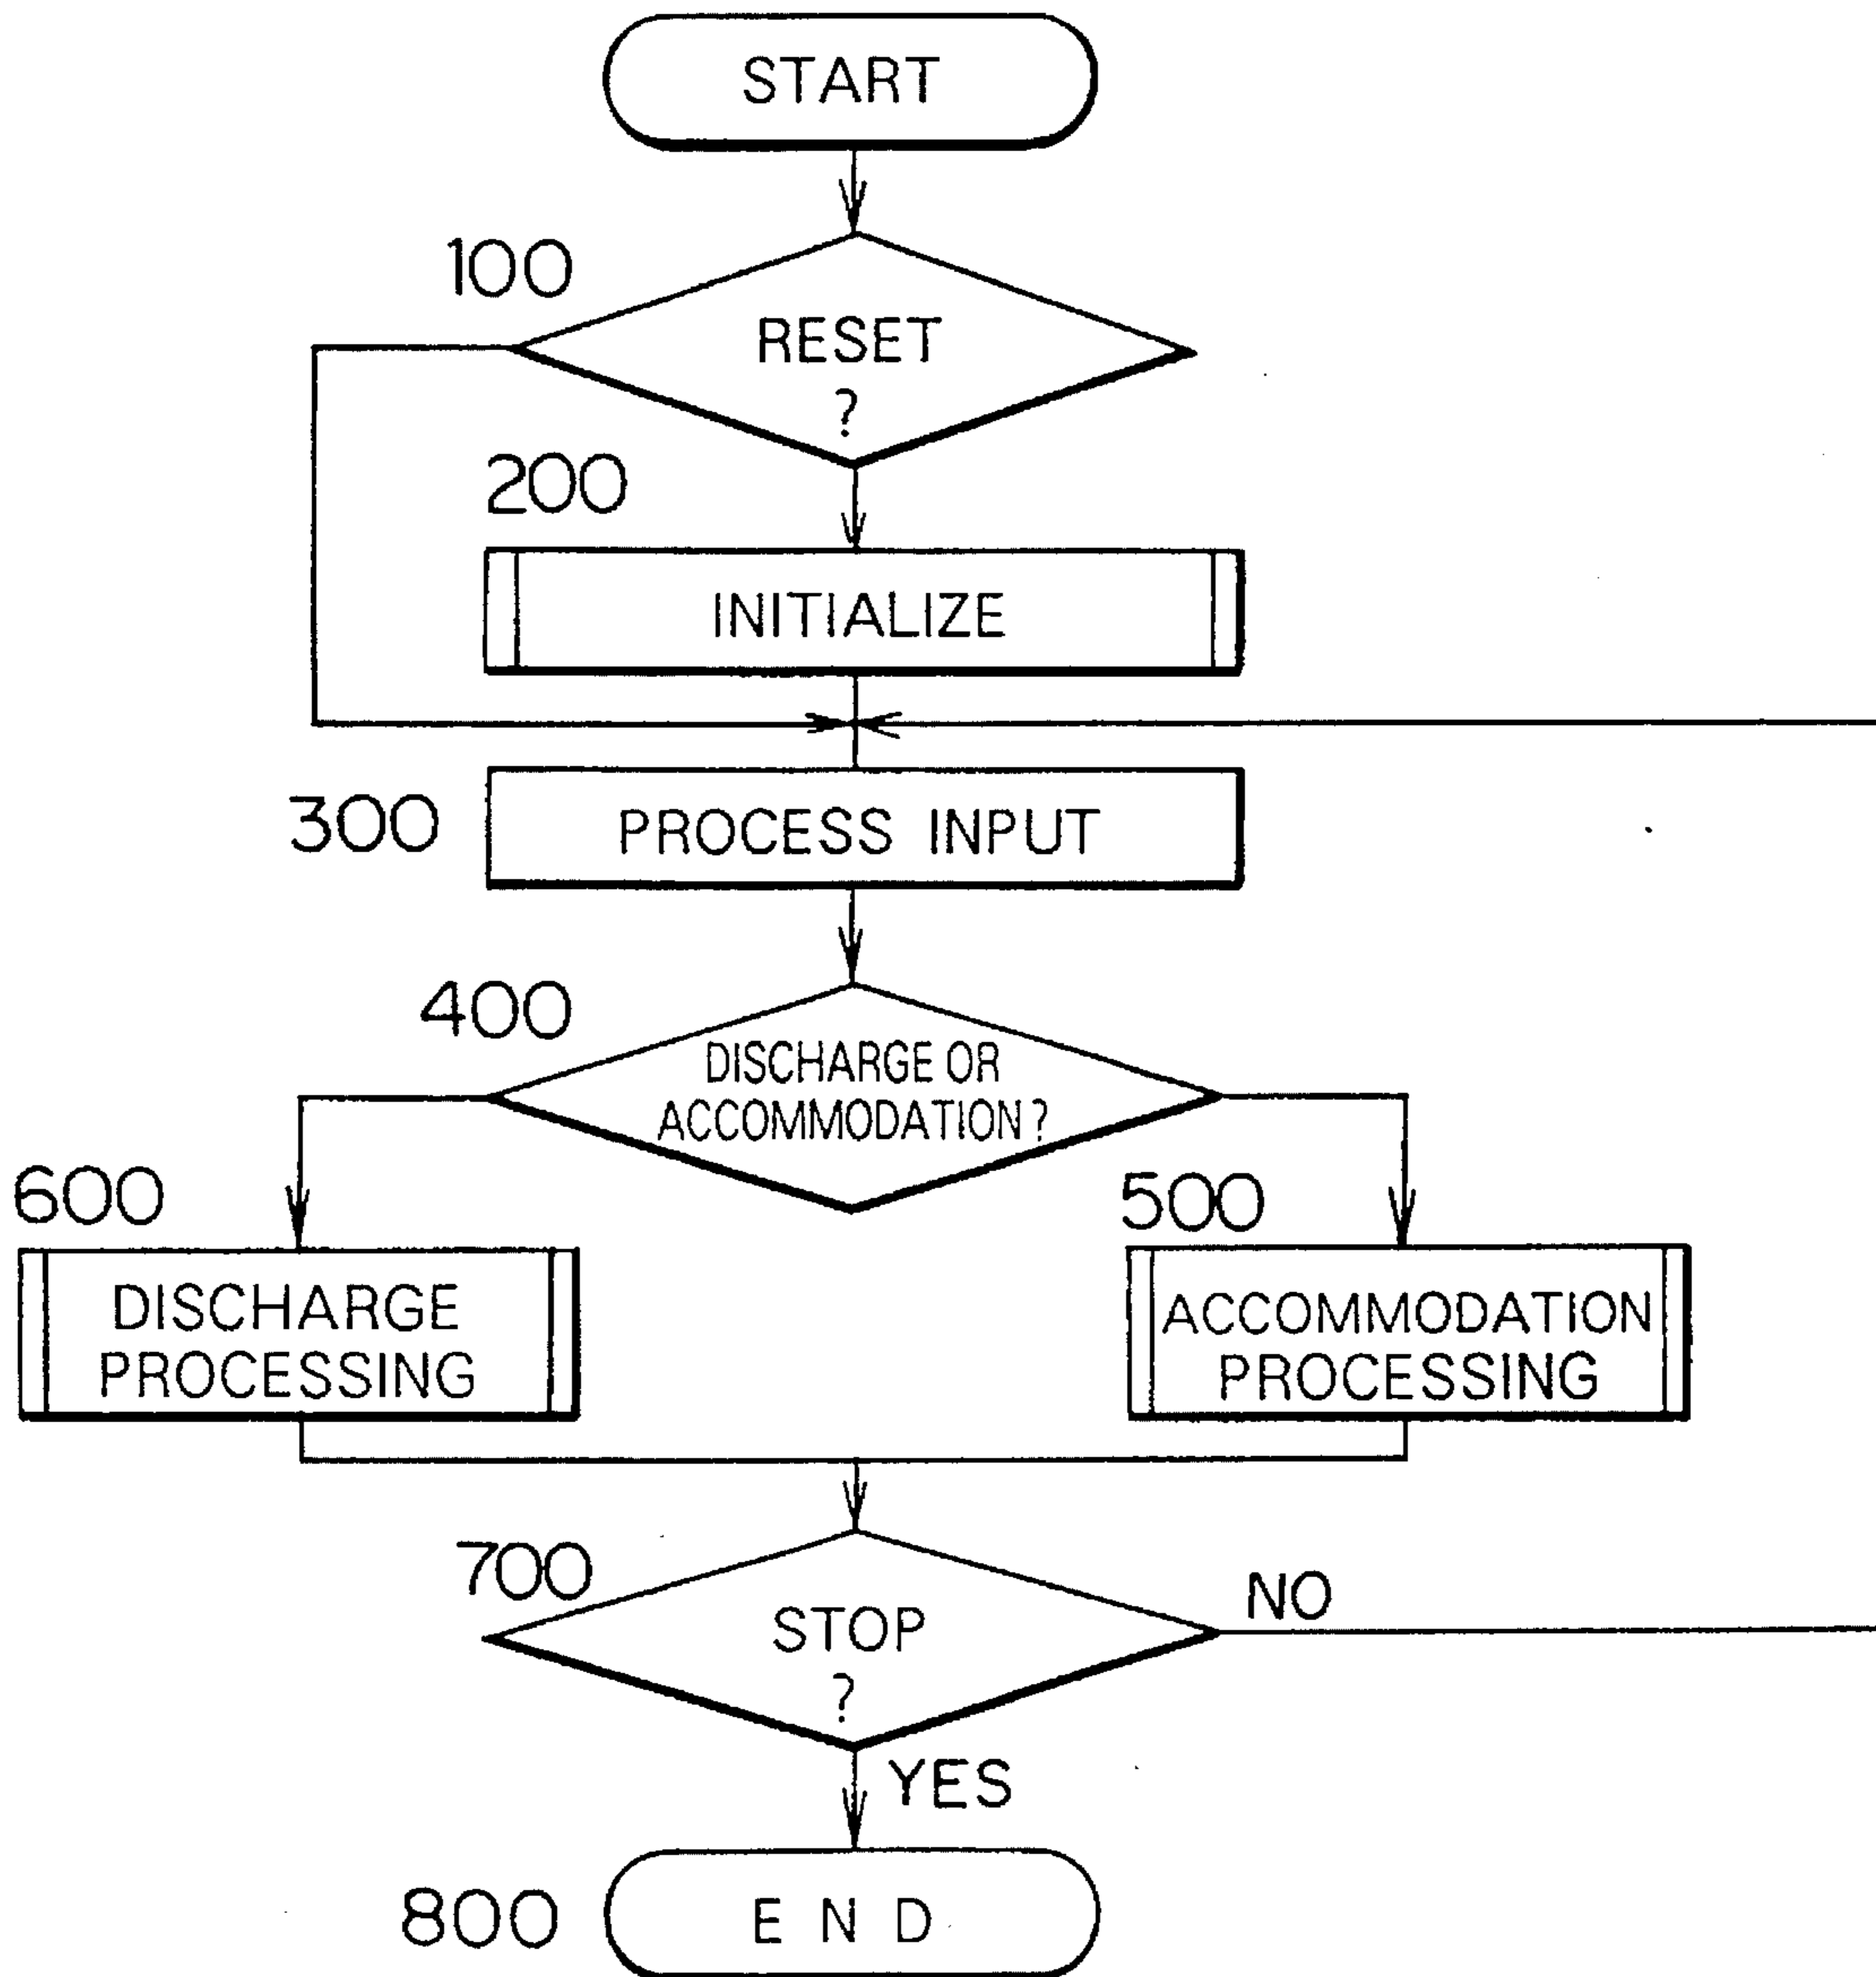 START
100
RESET
?
200
INITIALIZE
300
PROCESS INPUT
400
DISCHARGE OR
ACCOMMODATION?
600
DISCHARGE
PROCESSING
500
ACCOMMODATION
PROCESSING
700
STOP
?
NO
YES
800
END